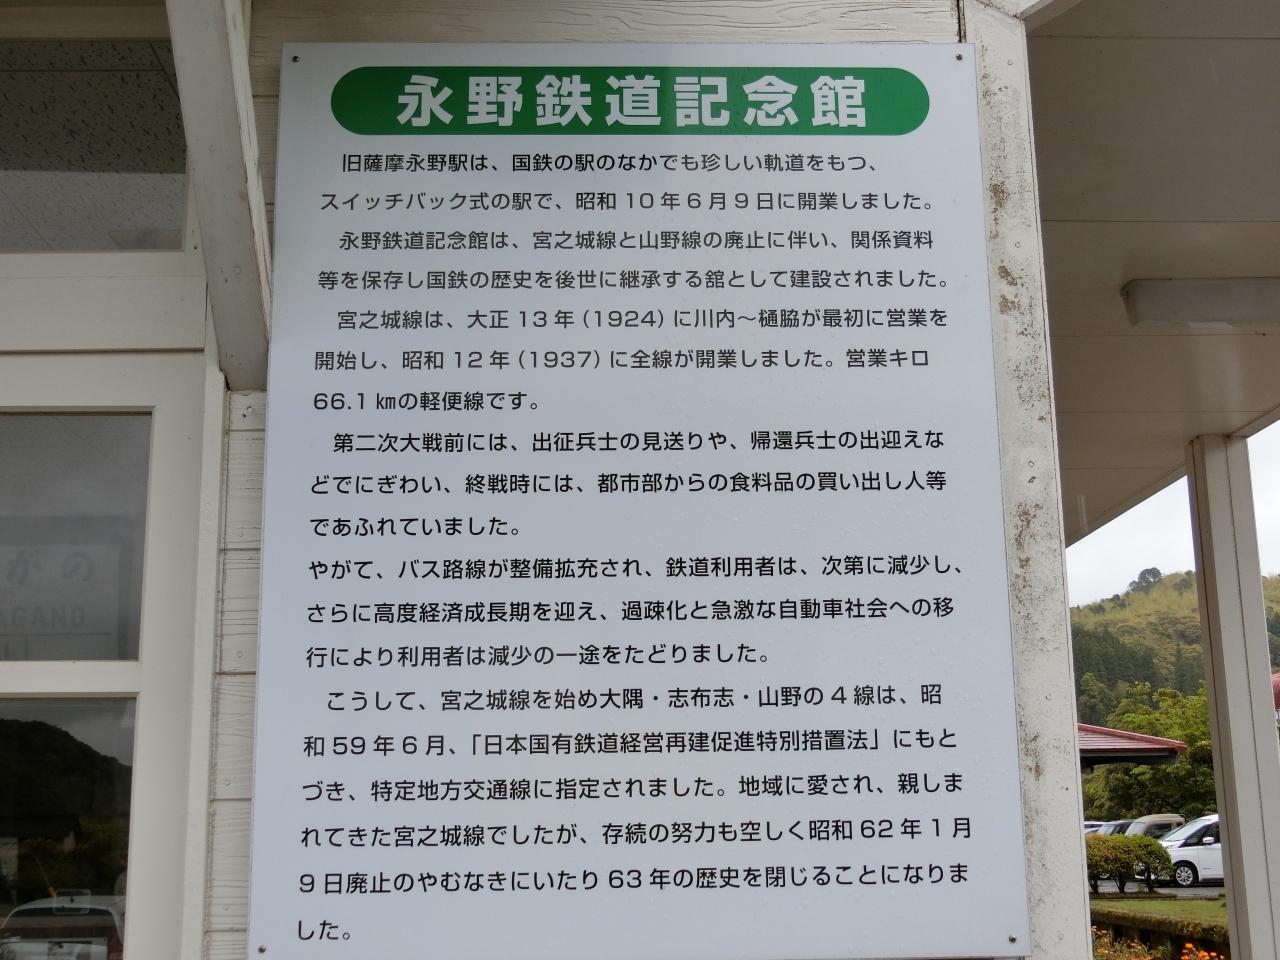 永野鉄道記念館
旧薩摩永野駅は、国鉄の駅のなかでも珍しい軌道をもつ、
スイッチバック式の駅で、昭和10年6月9日に開業しました。
永野鉄道記念館は、宮之城線と山野線の廃止に伴い、関係資料
等を保存し国鉄の歴史を後世に継承する舘として建設されました。
宮之城線は、大正13年(1924)に川内～樋脇が最初に営業を
開始し、昭和12年(1937)に全線が開業しました。営業キロ
66.1㎞の軽便線です。
第二次大戦前には、出征兵士の見送りや、帰還兵士の出迎えな
どでにぎわい、終戦時には、都市部からの食料品の買い出し人等
であふれていました。
やがて、バス路線が整備拡充され、鉄道利用者は、次第に減少し、
さらに高度経済成長期を迎え、過疎化と急激な自動車社会への移
行により利用者は減少の一途をたどりました。
こうして、宮之城線を始め大隅・志布志・山野の4線は、昭
和59年6月、「日本国有鉄道経営再建促進特別措置法」にもと
づき、特定地方交通線に指定されました。地域に愛され、親しま
れてきた宮之城線でしたが、存続の努力も空しく昭和62年1月
9日廃止のやむなきにいたり63年の歴史を閉じることになりま
した。
がの
AGANO